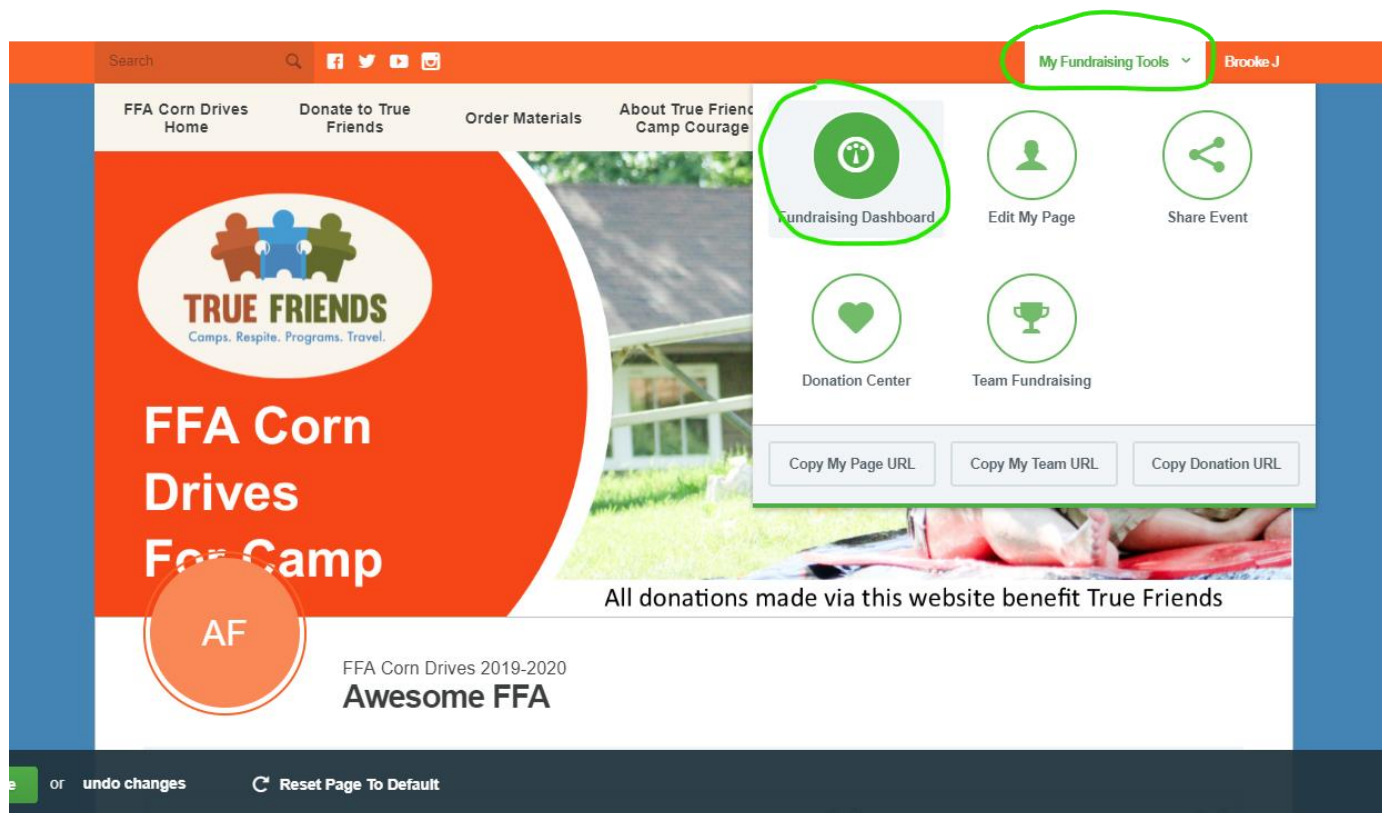 Search
My Fundraising Tools
Brooke J
FFA Corn Drives
Home
Donate to True
Friends
Order Materials
About True Friend
Camp Courage
Fundraising Dashboard
Edit My Page
Share Event
Donation Center
Team Fundraising
Copy My Page URL
Copy My Team URL
Copy Donation URL
TRUE FRIENDS
Camps. Respite. Programs. Travel.
FFA Corn
Drives
For Camp
All donations made via this website benefit True Friends
AF
FFA Corn Drives 2019-2020
Awesome FFA
e or undo changes
Reset Page To Default